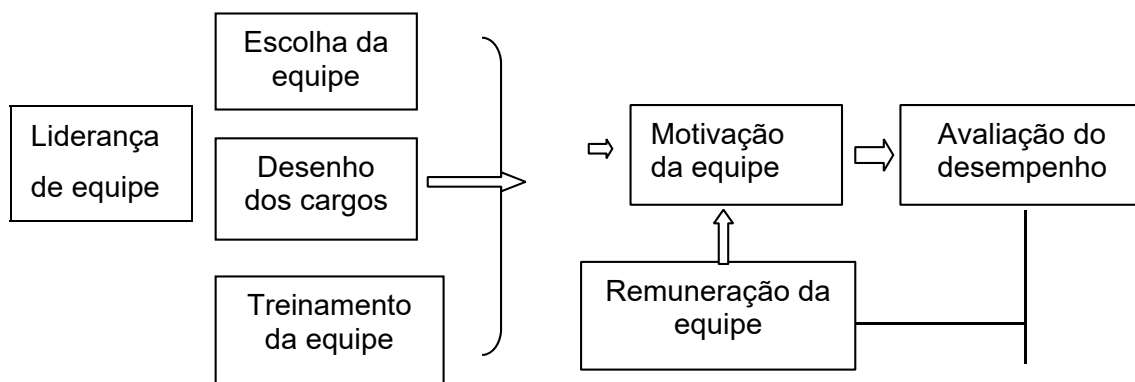 Liderança
de equipe
Escolha da
equipe
Desenho
dos cargos
Treinamento
da equipe
Motivação
da equipe
Avaliação do
desempenho
Remuneração da
equipe